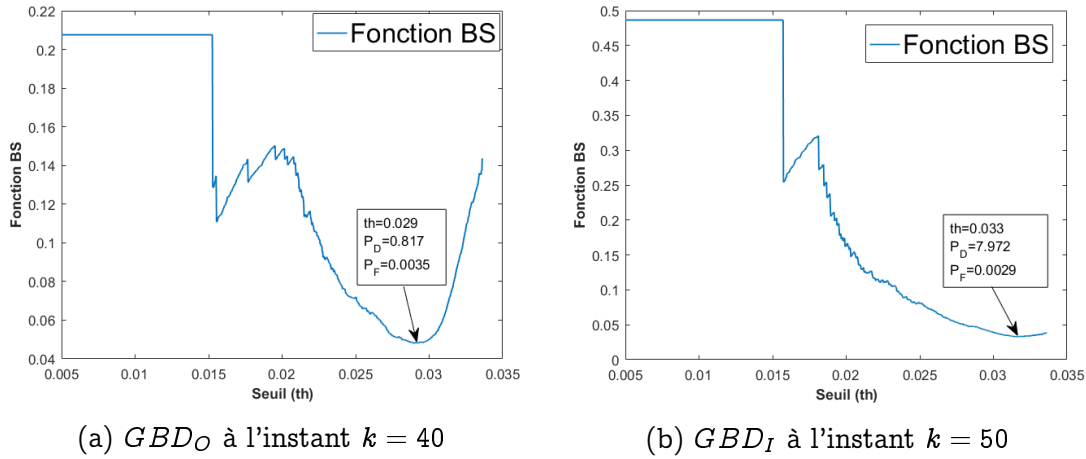 Fonction BS
0.22
0.2
0.18
0.16
0.14
0.12
0.1
0.08
0.06
0.04
0.005
0.01
0.015
0.02
0.025
0.03
0.035
Fonction BS
Seuil (th)
th=0.029
P_D=0.817
P_F=0.0035
(a) GBD_O à l'instant k = 40
Fonction BS
0.5
0.45
0.4
0.35
0.3
0.25
0.2
0.15
0.1
0.05
0
0.005
0.01
0.015
0.02
0.025
0.03
0.035
Fonction BS
Seuil (th)
th=0.033
P_D=7.972
P_F=0.0029
(b) GBD_I à l'instant k = 50